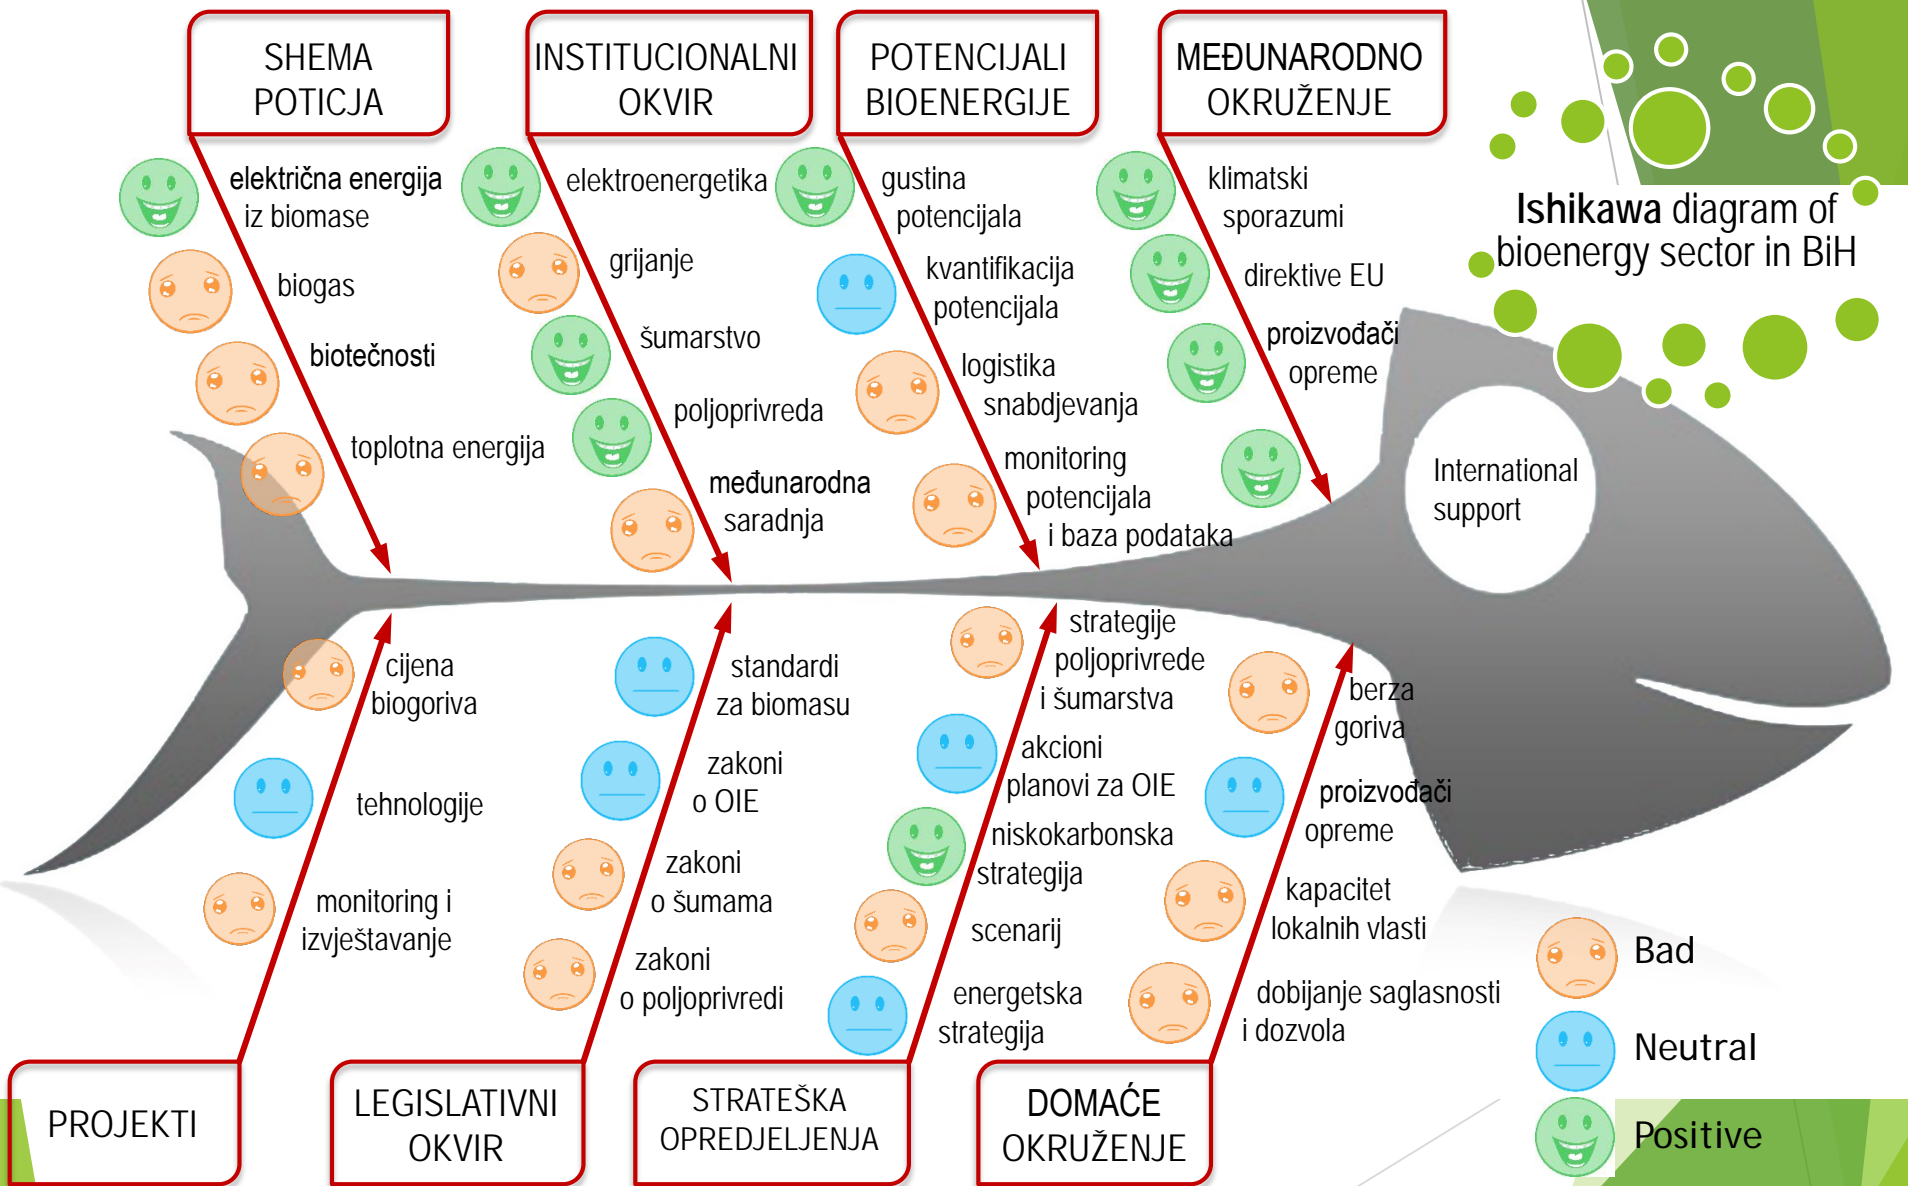 SHEMA
POTICJA
INSTITUCIONALNI
OKVIR
POTENCIJALI
BIOENERGIJE
MEĐUNARODNO
OKRUŽENJE
Ishikawa diagram of
bioenergy sector in BiH
električna energija
iz biomase
biogas
biotečnosti
toplotna energija
elektroenergetika
grijanje
šumarstvo
poljoprivreda
međunarodna
saradnja
gustina
potencijala
kvantifikacija
potencijala
logistika
snabdjevanja
monitoring
potencijala
i baza podataka
klimatski
sporazumi
direktive EU
proizvođači
opreme
International
support
cijena
biogoriva
tehnologije
monitoring i
izvještavanje
standardi
za biomasu
zakoni
o OIE
zakoni
o šumama
zakoni
o poljoprivredi
strategije
poljoprivrede
i šumarstva
akcioni
planovi za OIE
niskokarbonska
strategija
scenarij
energetska
strategija
berza
goriva
proizvođači
opreme
kapacitet
lokalnih vlasti
dobijanje saglasnosti
i dozvola
PROJEKTI
LEGISLATIVNI
OKVIR
STRATEŠKA
OPREDJELJENJA
DOMAĆE
OKRUŽENJE
Bad
Neutral
Positive